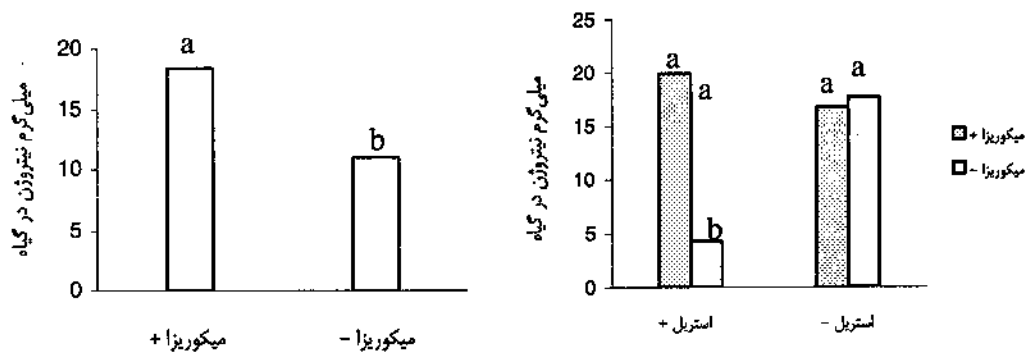 میلی‌گرم نیتروژن در گیاه
20
15
10
5
0
a
b
میکوریزا +
میکوریزا -
میلی‌گرم نیتروژن در گیاه
25
20
15
10
5
0
a
a
b
a
a
استریل +
استریل -
میکوریزا +
میکوریزا -